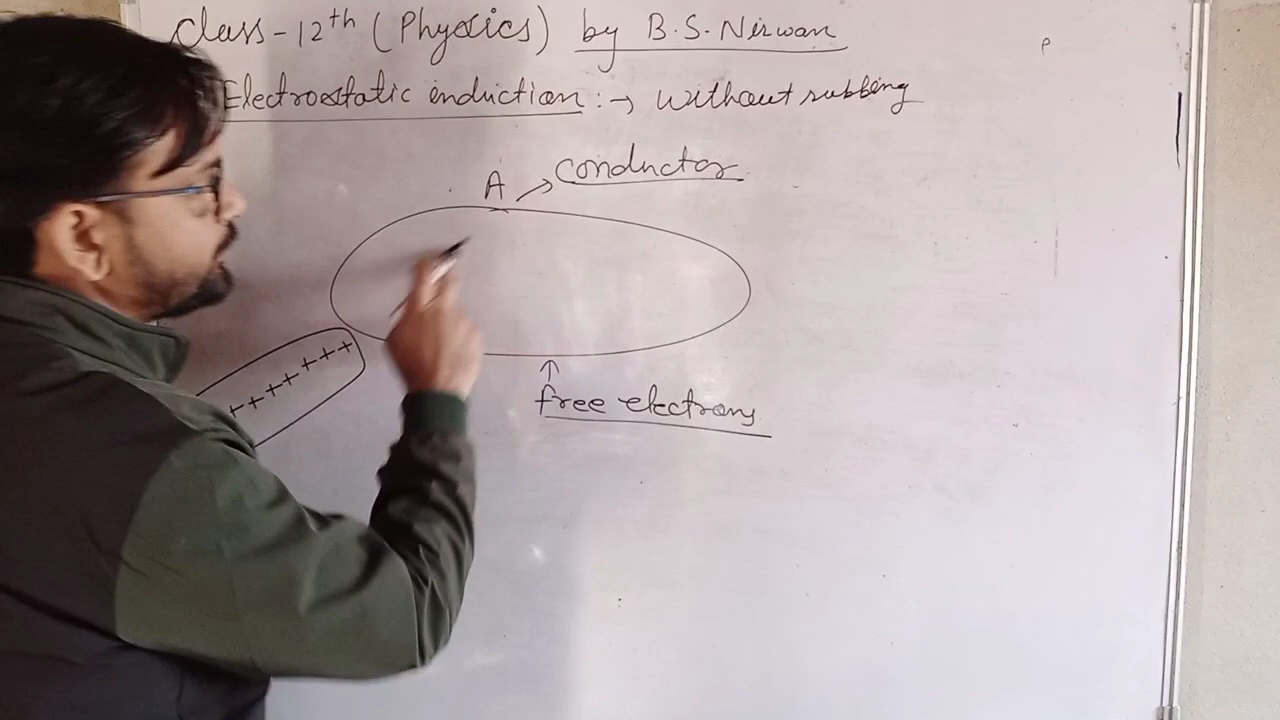 Class-12th (Physics) by B.S. Nirwan
Electrostatic induction :→ Without rubbing
A → Conductor
+ + + + + + +
↑
free electrons